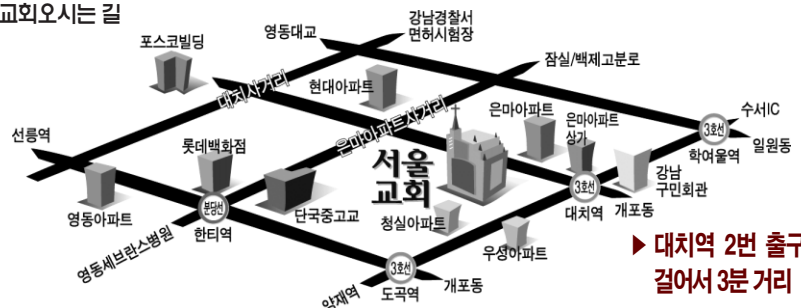 교회오시는 길
포스코빌딩
영동대교
강남경찰서
면허시험장
잠실/백제고분로
현대아파트
대치사거리
은마아파트사거리
은마아파트
은마아파트
상가
3호선
학여울역
수서IC
일원동
선릉역
롯데백화점
서울
교회
강남
구민회관
영동아파트
분당선
한티역
단국중고교
청실아파트
3호선
대치역
개포동
영동세브란스병원
우성아파트
3호선
도곡역
개포동
양재역
▶ 대치역 2번 출구
걸어서 3분 거리